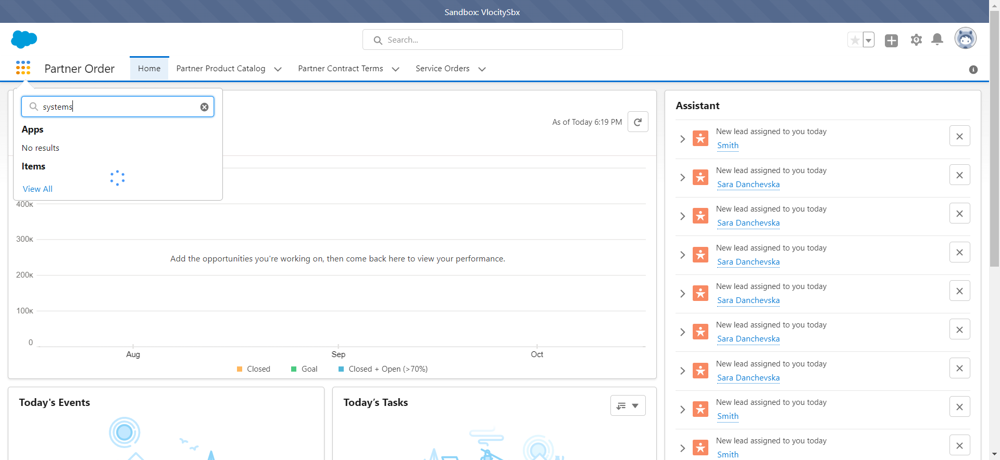 Sandbox: VlocitySbx
Search...
Partner Order
Home
Partner Product Catalog
Partner Contract Terms
Service Orders
systems
Apps
No results
Items
View All
As of Today 6:19 PM
400K
300K
200K
100K
0
Add the opportunities you're working on, then come back here to view your performance.
Aug
Sep
Oct
Closed
Goal
Closed + Open (>70%)
Today's Events
Today’s Tasks
Assistant
New lead assigned to you today
Smith
New lead assigned to you today
Sara Danchevska
New lead assigned to you today
Sara Danchevska
New lead assigned to you today
Sara Danchevska
New lead assigned to you today
Sara Danchevska
New lead assigned to you today
Sara Danchevska
New lead assigned to you today
Sara Danchevska
New lead assigned to you today
Smith
New lead assigned to you today
Smith